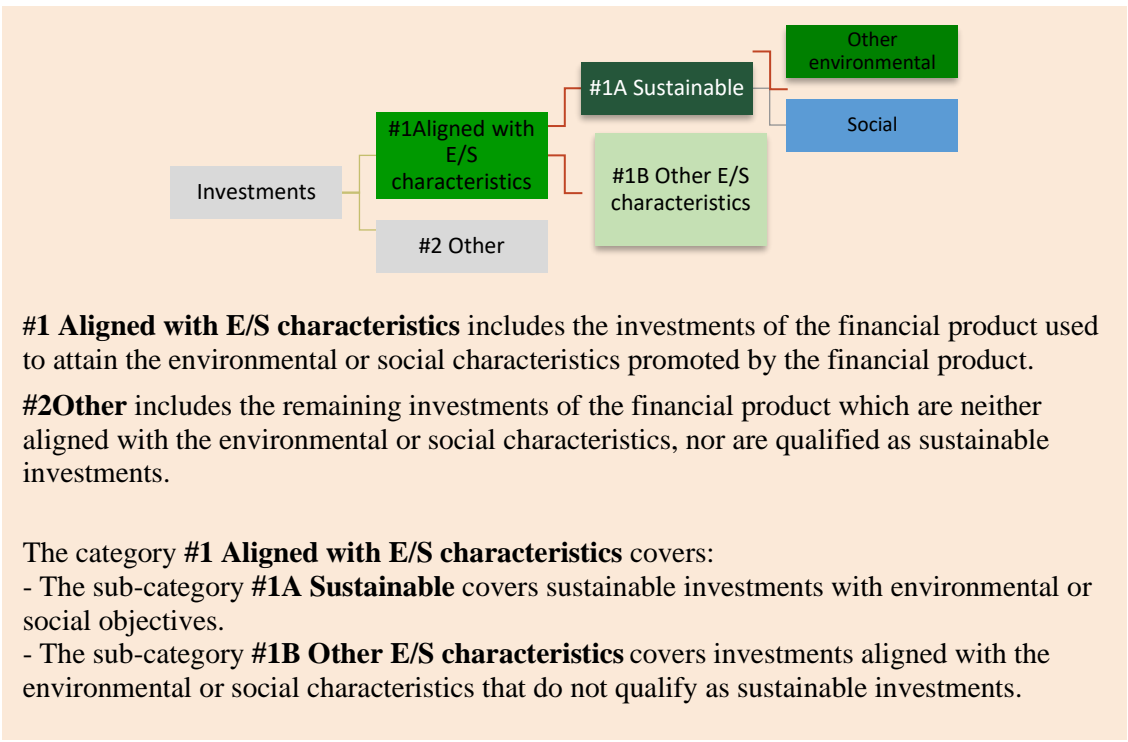 Other
environmental
#1A Sustainable
Social
#1Aligned with
E/S
characteristics
#1B Other E/S
characteristics
Investments
#2 Other
#1 Aligned with E/S characteristics includes the investments of the financial product used
to attain the environmental or social characteristics promoted by the financial product.
#2Other includes the remaining investments of the financial product which are neither
aligned with the environmental or social characteristics, nor are qualified as sustainable
investments.
The category #1 Aligned with E/S characteristics covers:
- The sub-category #1A Sustainable covers sustainable investments with environmental or
social objectives.
- The sub-category #1B Other E/S characteristics covers investments aligned with the
environmental or social characteristics that do not qualify as sustainable investments.